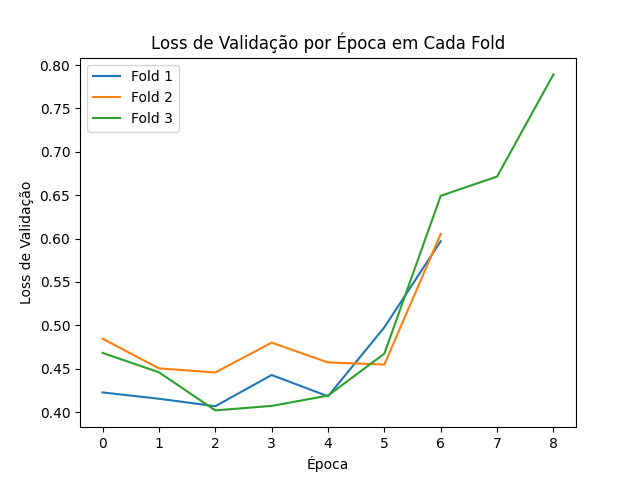 Loss de Validação por Época em Cada Fold
Fold 1
Fold 2
Fold 3
0.80
0.75
0.70
0.65
0.60
0.55
0.50
0.45
0.40
Loss de Validação
0 1 2 3 4 5 6 7 8
Época